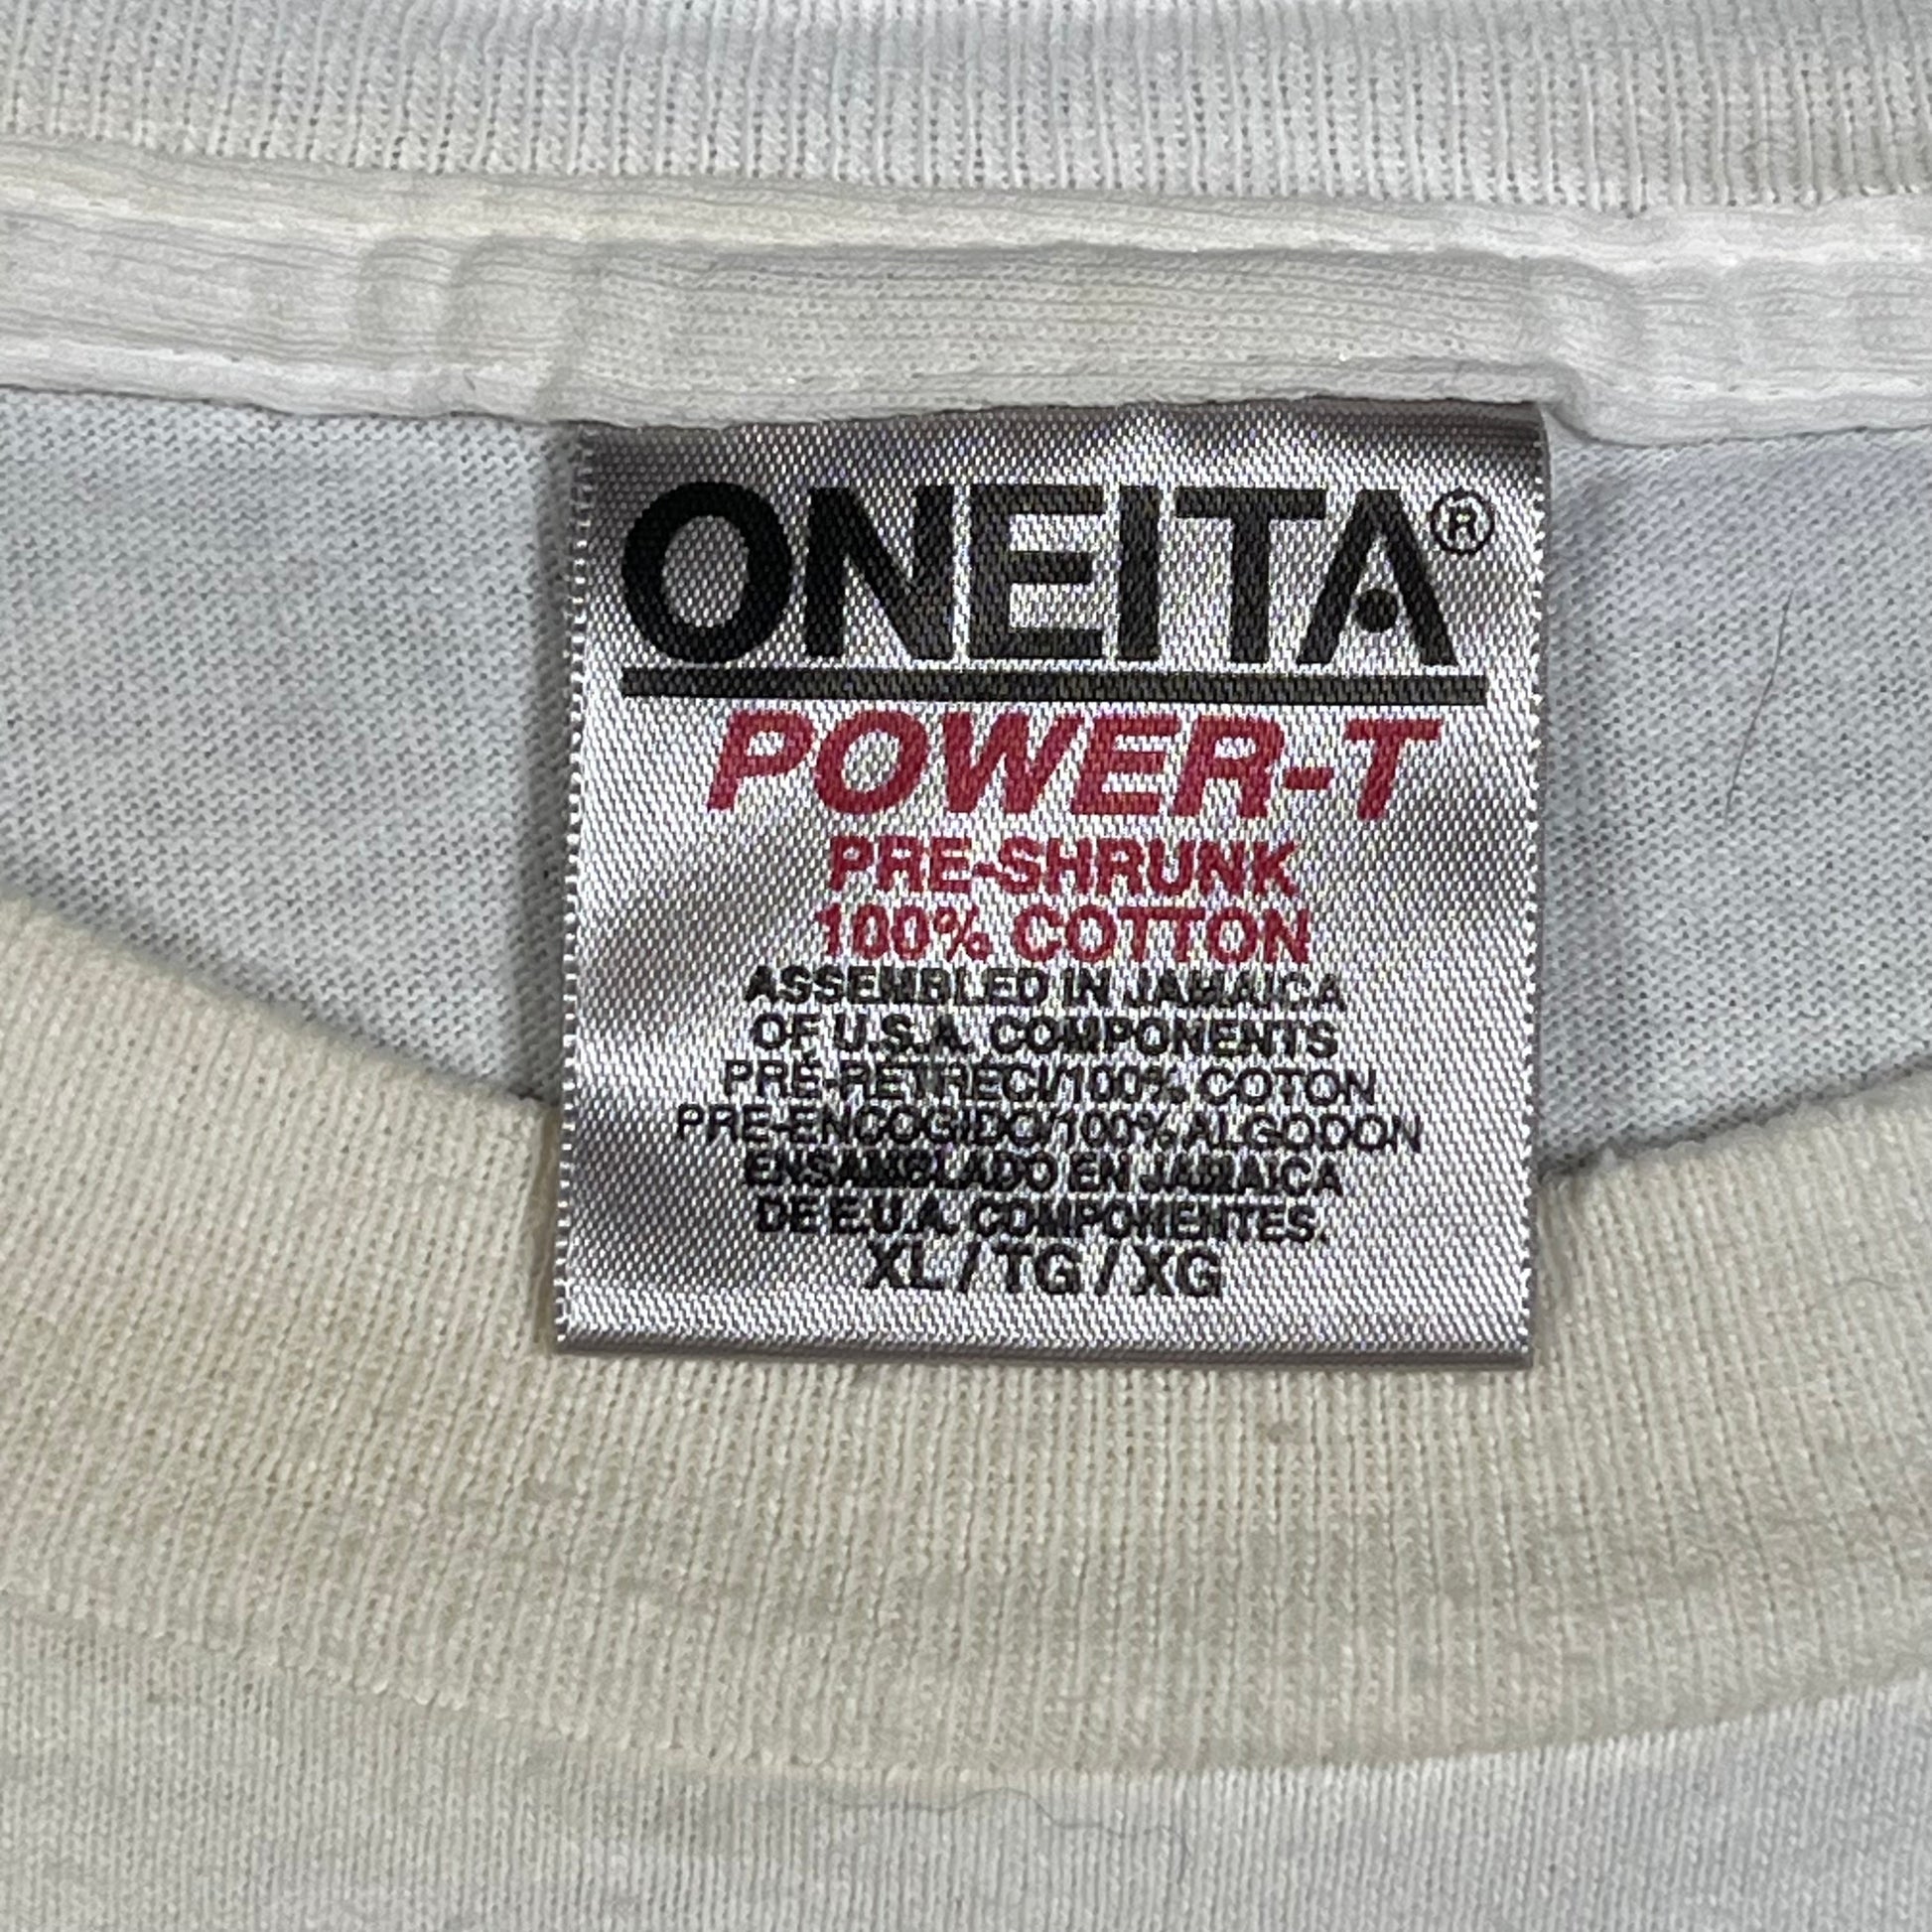 ONEITA®
POWER-T
PRE-SHRUNK
100% COTTON
ASSEMBLED IN JAMAICA
OF U.S.A. COMPONENTS
PRÉ-RETRECI/100% COTON
PRE-ENCOGIDO/100% ALGODON
ENSAMBLADO EN JAMAICA
DE E.U.A. COMPONENTES.
XL/TG/XG